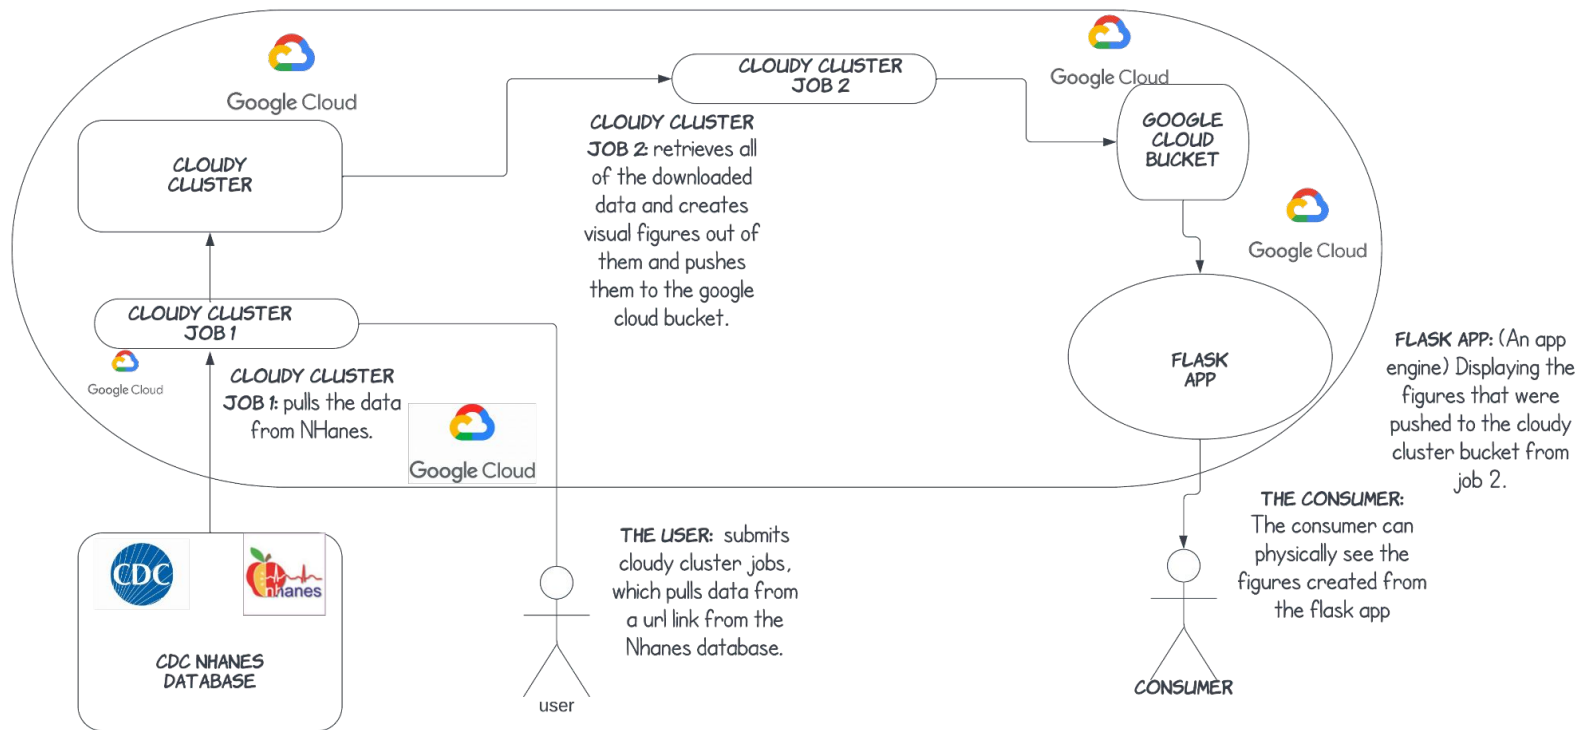 Google Cloud
CLOUDY
CLUSTER
CLOUDY CLUSTER
JOB 2
CLOUDY CLUSTER
JOB 2: retrieves all
of the downloaded
data and creates
visual figures out of
them and pushes
them to the google
cloud bucket.
Google Cloud
GOOGLE
CLOUD
BUCKET
Google Cloud
CLOUDY CLUSTER
JOB 1
Google Cloud
CLOUDY CLUSTER
JOB 1: pulls the data
from NHanes.
Google Cloud
FLASK
APP
FLASK APP: (An app
engine) Displaying the
figures that were
pushed to the cloudy
cluster bucket from
job 2.
CDC
nhanes
CDC NHANES
DATABASE
THE USER: submits
cloudy cluster jobs,
which pulls data from
a url link from the
Nhanes database.
user
THE CONSUMER:
The consumer can
physically see the
figures created from
the flask app
CONSUMER